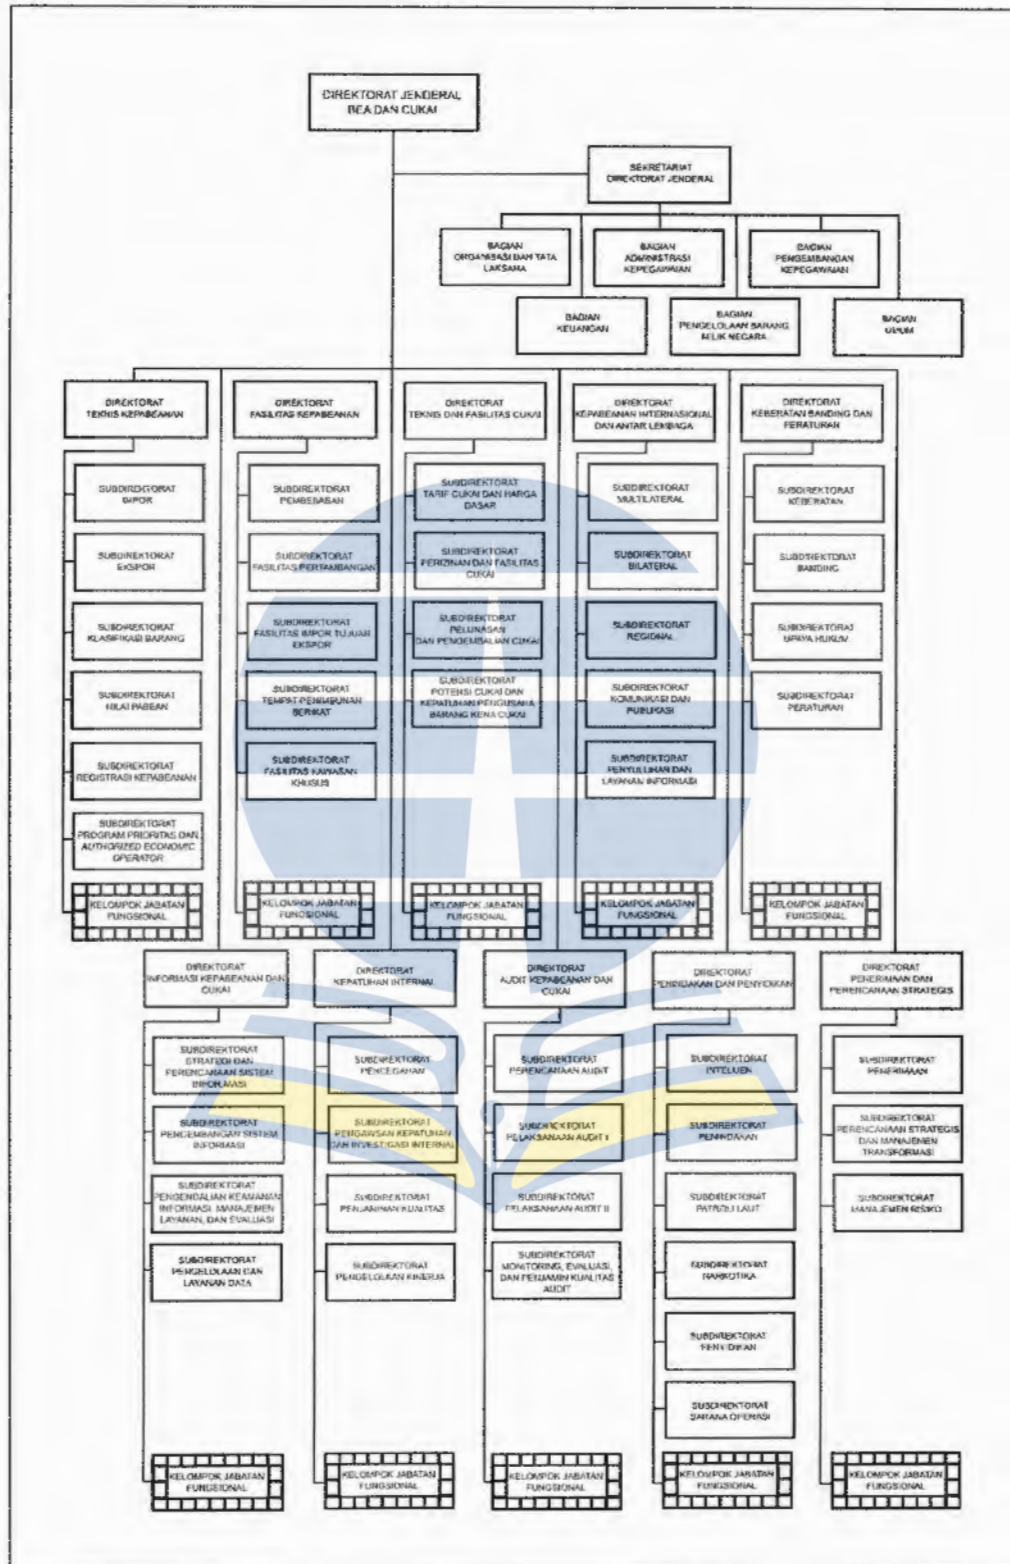 DIREKTORAT JENDERAL
BEA DAN CUKAI
SEKRETARIAT
DIREKTORAT JENDERAL
BAGIAN
ORGANISASI DAN TATA
LAKSANA
BAGIAN
ADMINISTRASI
KEPEGAWAIAN
BAGIAN
PENGEMBANGAN
KEPEGAWAIAN
BAGIAN
KEUANGAN
BAGIAN
PENGELOLAAN BARANG
MILIK NEGARA
BAGIAN
UMUM
DIREKTORAT
TEKNIS KEPABEANAN
DIREKTORAT
FASILITAS KEPABEANAN
DIREKTORAT
TEKNIS DAN FASILITAS CUKAI
DIREKTORAT
KEPABEANAN INTERNASIONAL
DAN ANTAR LEMBAGA
DIREKTORAT
KEBERATAN BANDING DAN
PERATURAN
IMPOR
SUBDIREKTORAT
EKSPOR
SUBDIREKTORAT
KLASIFIKASI BARANG
SUBDIREKTORAT
NILAI PABEAN
SUBDIREKTORAT
REGISTRASI KEPABEANAN
SUBDIREKTORAT
PROGRAM PRIORITAS DAN
AUTHORIZED ECONOMIC
OPERATOR
KELOMPOK JABATAN
FUNGSIONAL
SUBDIREKTORAT
PEMBEBASAN
SUBDIREKTORAT
FASILITAS PERTAMBANGAN
SUBDIREKTORAT
FASILITAS IMPOR TUJUAN
EKSPOR
SUBDIREKTORAT
TEMPAT PENIMBUNAN
BERIKAT
SUBDIREKTORAT
FASILITAS KAWASAN
KHUSUS
KELOMPOK JABATAN
FUNGSIONAL
SUBDIREKTORAT
TARIF CUKAI DAN HARGA
DASAR
SUBDIREKTORAT
PERIZINAN DAN FASILITAS
CUKAI
SUBDIREKTORAT
PELUNASAN
DAN PENGEMBALIAN CUKAI
SUBDIREKTORAT
POTENSI CUKAI DAN
KEPATUHAN PENGUSAHA
BARANG KENA CUKAI
KELOMPOK JABATAN
FUNGSIONAL
SUBDIREKTORAT
MULTILATERAL
SUBDIREKTORAT
BILATERAL
SUBDIREKTORAT
REGIONAL
SUBDIREKTORAT
KOMUNIKASI DAN
PUBLIKASI
SUBDIREKTORAT
PENYULUHAN DAN
LAYANAN INFORMASI
KELOMPOK JABATAN
FUNGSIONAL
SUBDIREKTORAT
KEBERATAN
SUBDIREKTORAT
BANDING
SUBDIREKTORAT
UPAYA HUKUM
SUBDIREKTORAT
PERATURAN
KELOMPOK JABATAN
FUNGSIONAL
DIREKTORAT
INFORMASI KEPABEANAN DAN
CUKAI
DIREKTORAT
KEPATUHAN INTERNAL
DIREKTORAT
AUDIT KEPABEANAN DAN
CUKAI
DIREKTORAT
PENINDAKAN DAN PENYIDIKAN
DIREKTORAT
PENERIMAAN DAN
PERENCANAAN STRATEGIS
SUBDIREKTORAT
STRATEGI DAN
PERENCANAAN SISTEM
INFORMASI
SUBDIREKTORAT
PENGEMBANGAN SISTEM
INFORMASI
SUBDIREKTORAT
PENGENDALIAN KEAMANAN
INFORMASI, MANAJEMEN
LAYANAN, DAN EVALUASI
SUBDIREKTORAT
PENGELOLAAN DAN
LAYANAN DATA
KELOMPOK JABATAN
FUNGSIONAL
SUBDIREKTORAT
PENCEGAHAN
SUBDIREKTORAT
PENGAWSAN KEPATUHAN
DAN INVESTIGASI INTERNAL
SUBDIREKTORAT
PENJAMINAN KUALITAS
SUBDIREKTORAT
PENGELOLAAN KINERJA
KELOMPOK JABATAN
FUNGSIONAL
SUBDIREKTORAT
PERENCANAAN AUDIT
SUBDIREKTORAT
PELAKSANAAN AUDIT I
SUBDIREKTORAT
PELAKSANAAN AUDIT II
SUBDIREKTORAT
MONITORING, EVALUASI,
DAN PENJAMIN KUALITAS
AUDIT
KELOMPOK JABATAN
FUNGSIONAL
SUBDIREKTORAT
INTELIJEN
SUBDIREKTORAT
PENINDAKAN
SUBDIREKTORAT
PATROLI LAUT
SUBDIREKTORAT
NARKOTIKA
SUBDIREKTORAT
PENYIDIKAN
SUBDIREKTORAT
SARANA OPERASI
KELOMPOK JABATAN
FUNGSIONAL
SUBDIREKTORAT
PENERIMAAN
SUBDIREKTORAT
PERENCANAAN STRATEGIS
DAN MANAJEMEN
TRANSFORMASI
SUBDIREKTORAT
MANAJEMEN RISIKO
KELOMPOK JABATAN
FUNGSIONAL